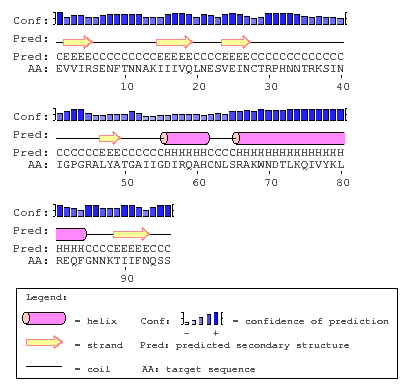 Conf:
Pred:
Pred: CEEEECCCCCCCCCEEEEECCCCEEEECCCCCCCCCCCCC
AA: EVVIRSENFTNNAKIIIVQLNESVEINCTRPHNNTRKSIN
10 20 30 40
Conf:
Pred:
Pred: CCCCCCEEECCCCCCHHHHHHCCCCHHHHHHHHHHHHHHH
AA: IGPGRALYATGAIIGDIRQAHCNLSRAKWNDTLKQIVYKL
50 60 70 80
Conf:
Pred:
Pred: HHHHCCCCEEEEECCC
AA: REQFGNNKTIIFNQSS
90
Legend:
= helix Conf: = confidence of prediction
- +
= strand Pred: predicted secondary structure
= coil AA: target sequence